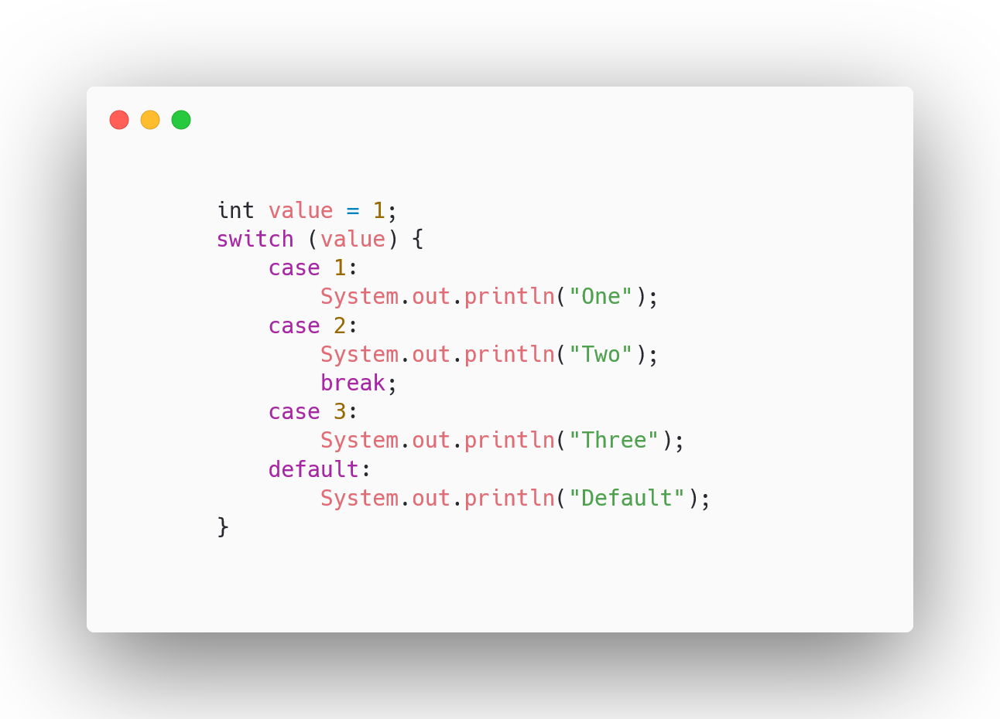 int value = 1;
switch (value) {
    case 1:
        System.out.println("One");
    case 2:
        System.out.println("Two");
        break;
    case 3:
        System.out.println("Three");
    default:
        System.out.println("Default");
}